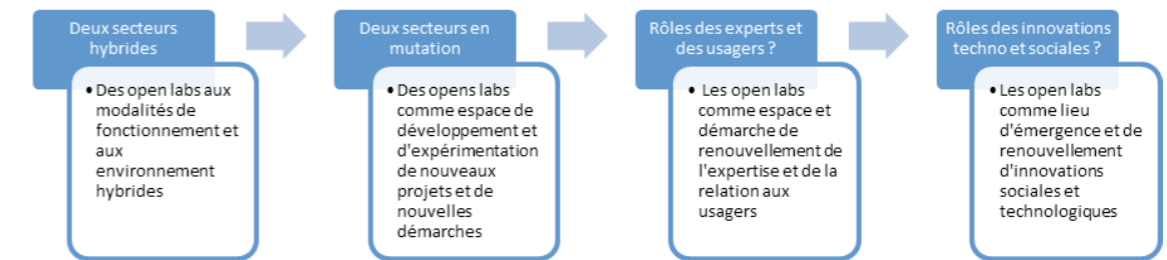 Deux secteurs
hybrides
• Des open labs aux
modalités de
fonctionnement et
aux
environnement
hybrides
Deux secteurs en
mutation
• Des opens labs
comme espace de
développement et
d'expérimentation
de nouveaux
projets et de
nouvelles
démarches
Rôles des experts et
des usagers ?
• Les open labs
comme espace et
démarche de
renouvellement de
l'expertise et de la
relation aux
usagers
Rôles des innovations
techno et sociales ?
• Les open labs
comme lieu
d'émergence et de
renouvellement
d'innovations
sociales et
technologiques